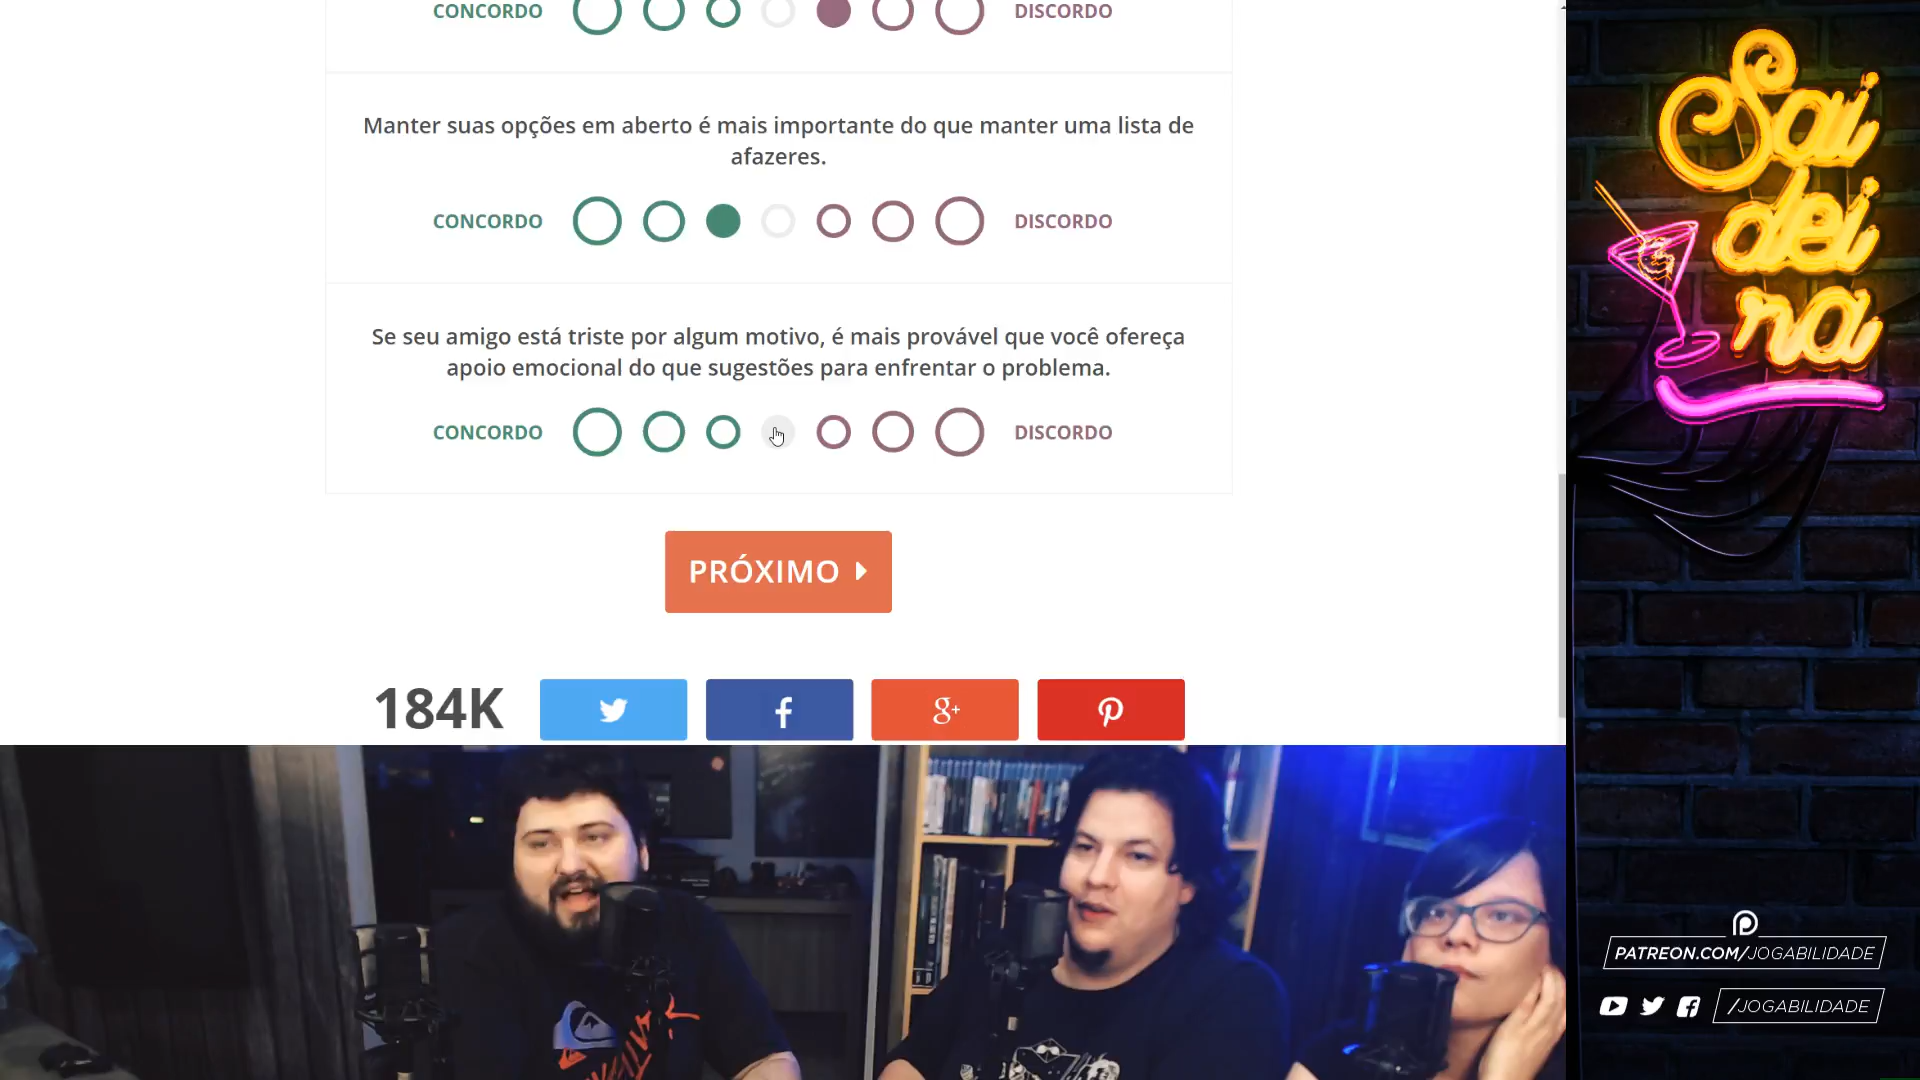 CONCORDO DISCORDO
Manter suas opções em aberto é mais importante do que manter uma lista de
afazeres.
CONCORDO DISCORDO
Se seu amigo está triste por algum motivo, é mais provável que você ofereça
apoio emocional do que sugestões para enfrentar o problema.
CONCORDO DISCORDO
PRÓXIMO
184K
g+
Sai
dei
ra
PATREON.COM/JOGABILIDADE
/JOGABILIDADE